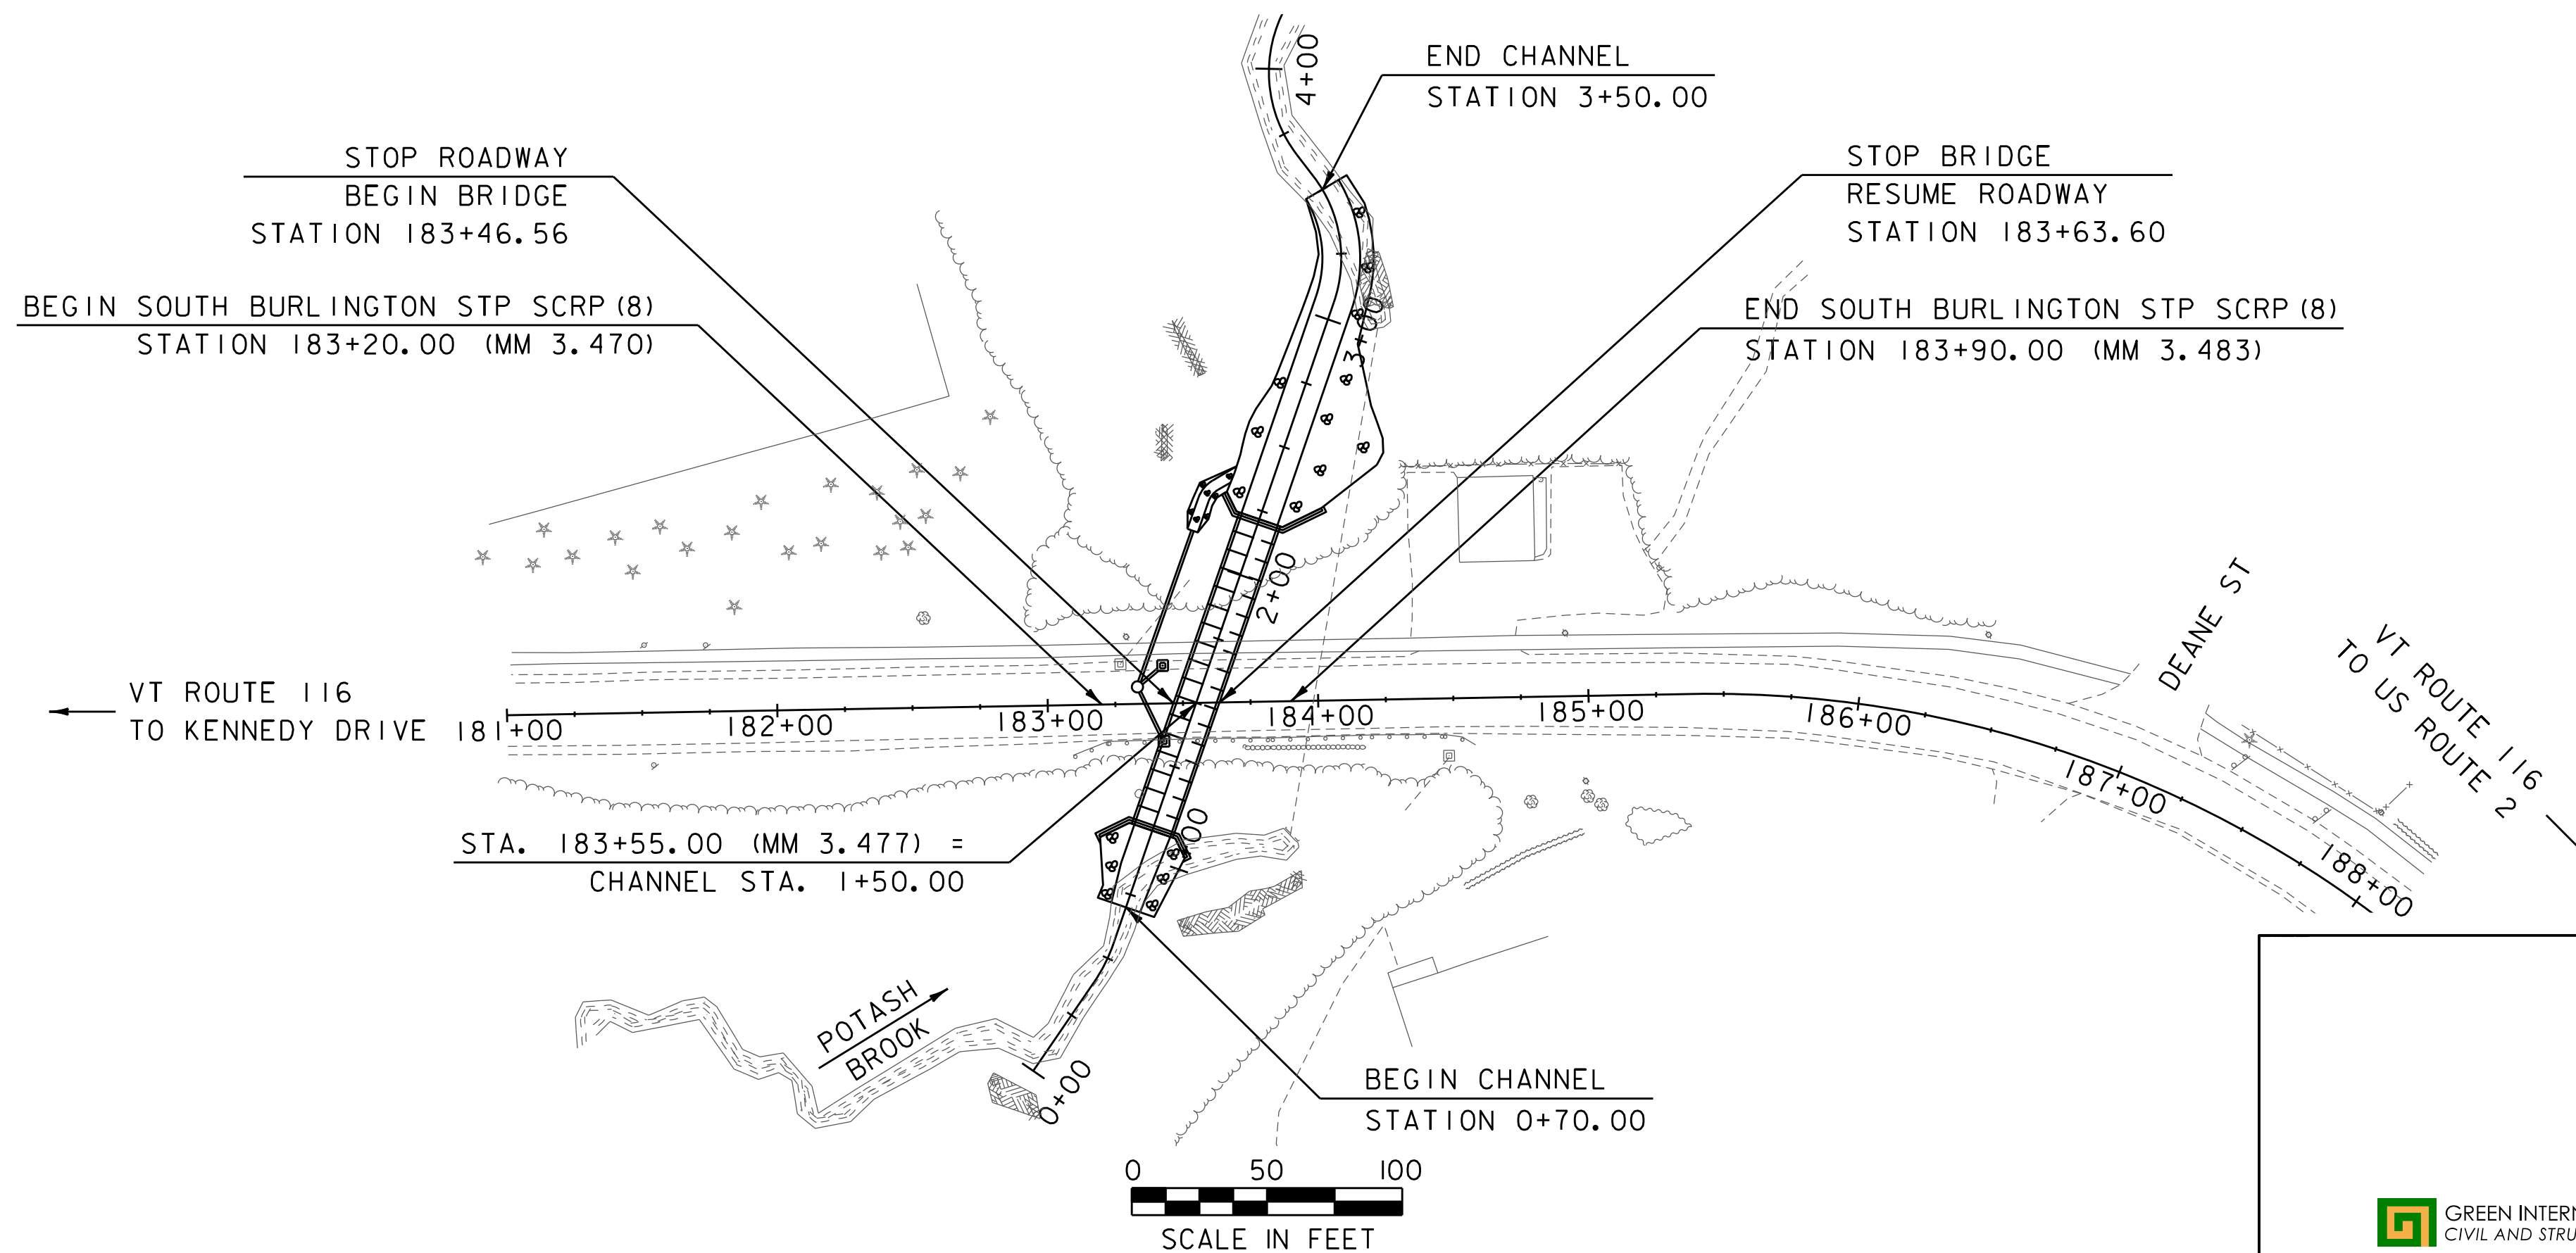 END CHANNEL
STATION 3+50.00
4+00
STOP ROADWAY
BEGIN BRIDGE
STATION 183+46.56
STOP BRIDGE
RESUME ROADWAY
STATION 183+63.60
BEGIN SOUTH BURLINGTON STP SCRP(8)
STATION 183+20.00 (MM 3.470)
END SOUTH BURLINGTON STP SCRP(8)
STATION 183+90.00 (MM 3.483)
3+00
2+00
DEANE ST
VT ROUTE 116
TO US ROUTE 2
VT ROUTE 116
TO KENNEDY DRIVE
181+00
182+00
183+00
184+00
185+00
186+00
187+00
188+00
STA. 183+55.00 (MM 3.477) =
CHANNEL STA. 1+50.00
POTASH
BROOK
0+00
BEGIN CHANNEL
STATION 0+70.00
0 50 100
SCALE IN FEET